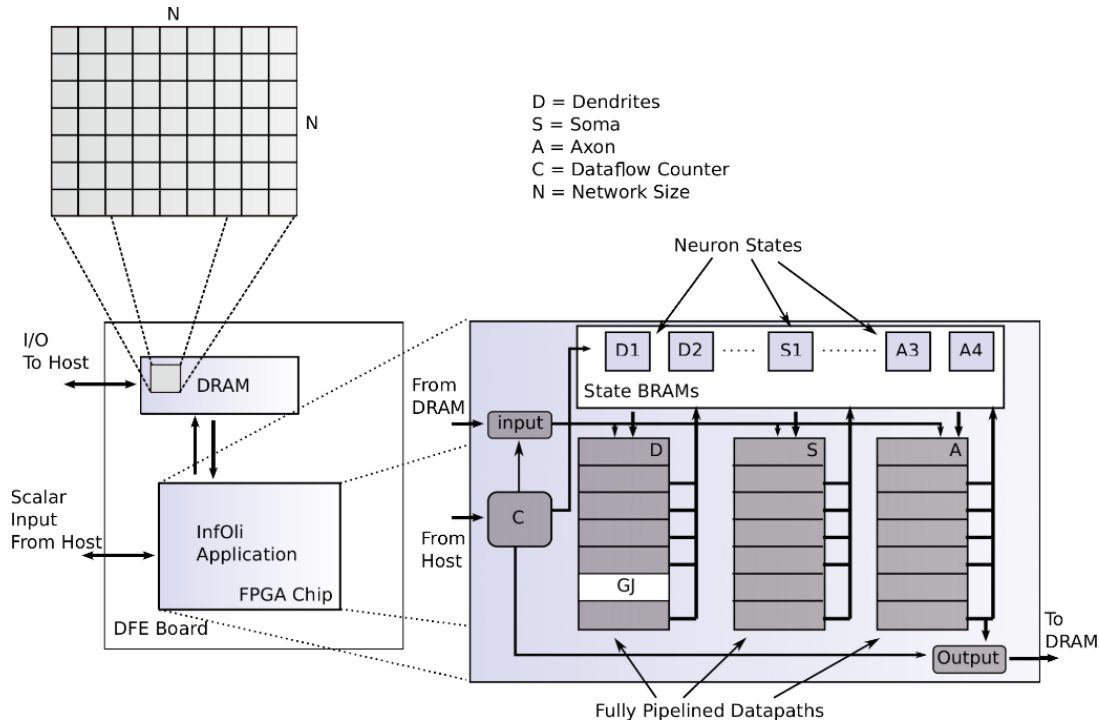 N
N
D = Dendrites
S = Soma
A = Axon
C = Dataflow Counter
N = Network Size
Neuron States
I/O
To Host
DRAM
D1
D2
S1
A3
A4
State BRAMs
From
DRAM
input
D
S
A
Scalar
Input
From Host
InfOli
Application
FPGA Chip
DFE Board
C
From
Host
GJ
To
DRAM
Output
Fully Pipelined Datapaths